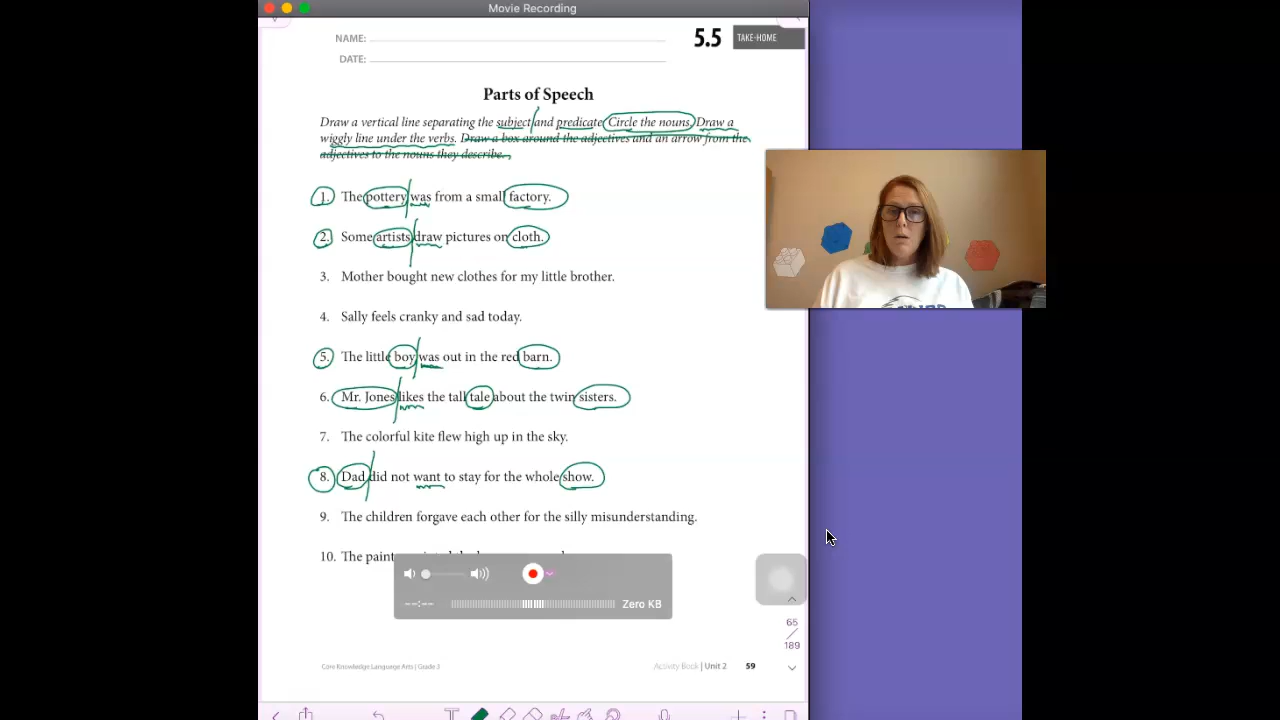 Movie Recording
NAME:
5.5 TAKE-HOME
DATE:
Parts of Speech
Draw a vertical line separating the subject and predicate. Circle the nouns. Draw a
wiggly line under the verbs. Draw a box around the adjectives and an arrow from the
adjectives to the nouns they describe.
1. The pottery was from a small factory.
2. Some artists draw pictures on cloth.
3. Mother bought new clothes for my little brother.
4. Sally feels cranky and sad today.
5. The little boy was out in the red barn.
6. Mr. Jones likes the tall tale about the twin sisters.
7. The colorful kite flew high up in the sky.
8. Dad did not want to stay for the whole show.
9. The children forgave each other for the silly misunderstanding.
10. The paint
--:--
Zero KB
65
189
Core Knowledge Language Arts | Grade 3
Activity Book | Unit 2 59